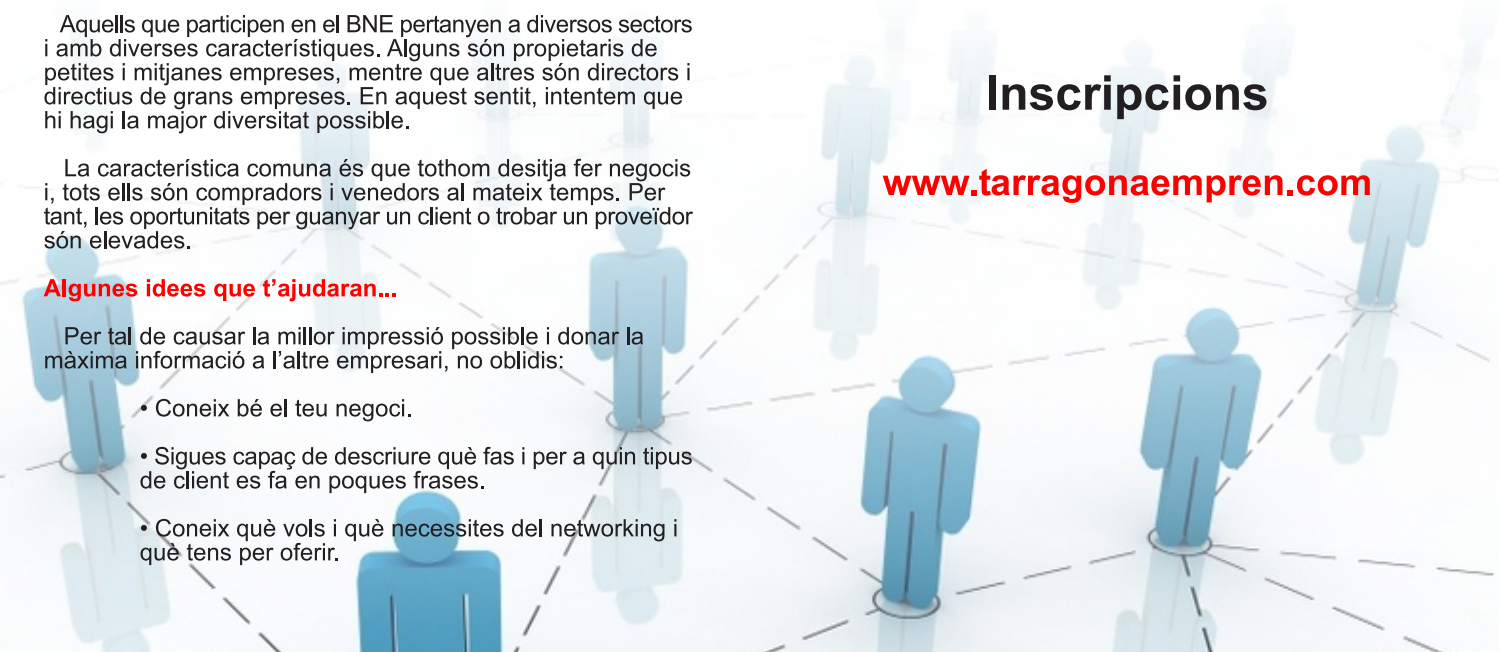 Aquells que participen en el BNE pertanyen a diversos sectors
i amb diverses característiques. Alguns són propietaris de
petites i mitjanes empreses, mentre que altres són directors i
directius de grans empreses. En aquest sentit, intentem que
hi hagi la major diversitat possible.
La característica comuna és que tothom desitja fer negocis
i, tots ells són compradors i venedors al mateix temps. Per
tant, les oportunitats per guanyar un client o trobar un proveïdor
són elevades.
Algunes idees que t’ajudaran...
Per tal de causar la millor impressió possible i donar la
màxima informació a l’altre empresari, no oblidis:
• Coneix bé el teu negoci.
• Sigues capaç de descriure què fas i per a quin tipus
de client es fa en poques frases.
• Coneix què vols i què necessites del networking i
què tens per oferir.
Inscripcions
www.tarragonaempren.com